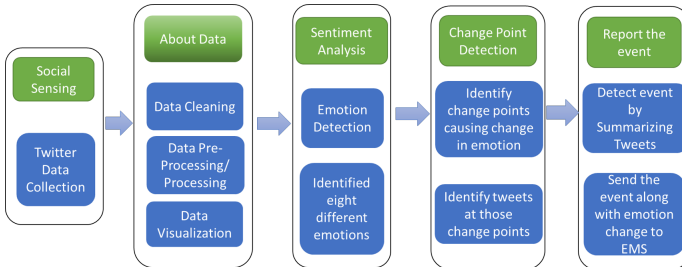 Social
Sensing
Twitter
Data
Collection
About Data
Data Cleaning
Data Pre-
Processing/
Processing
Data
Visualization
Sentiment
Analysis
Emotion
Detection
Identified
eight
different
emotions
Change Point
Detection
Identify
change points
causing change
in emotion
Identify tweets
at those
change points
Report the
event
Detect event
by
Summarizing
Tweets
Send the
event along
with emotion
change to
EMS